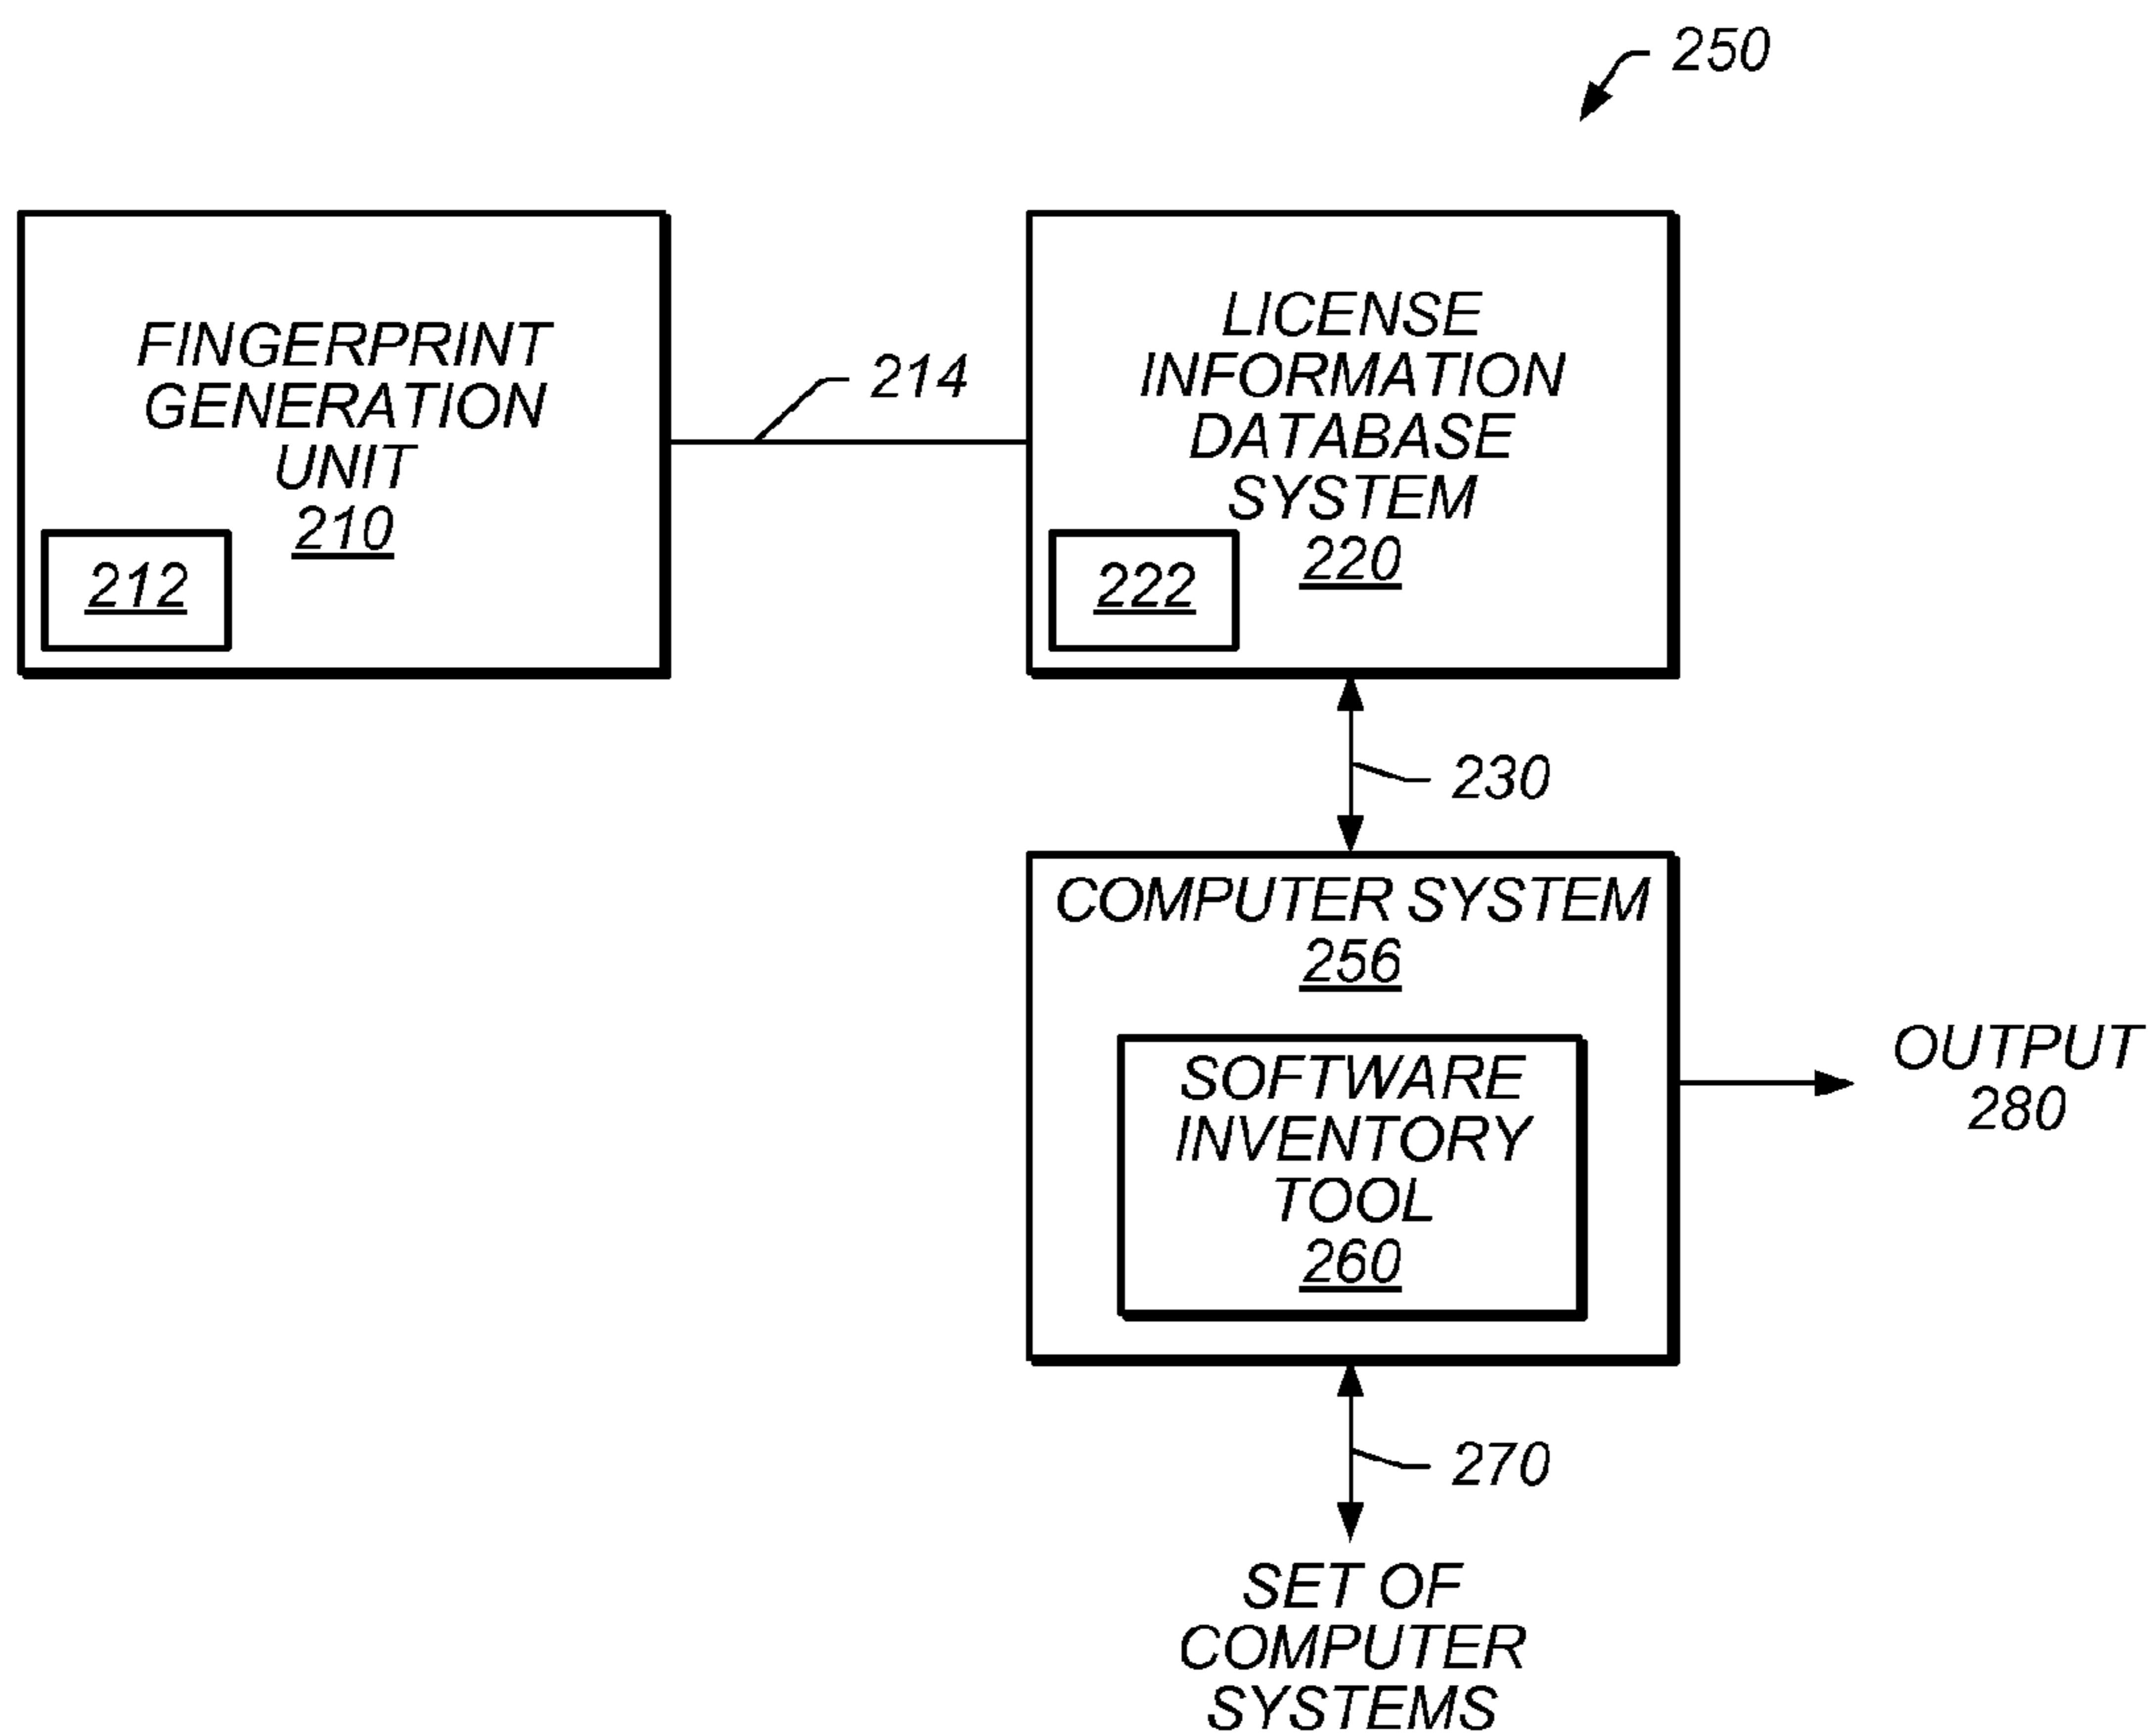 250
FINGERPRINT
GENERATION
UNIT
210
212
214
LICENSE
INFORMATION
DATABASE
SYSTEM
220
222
230
COMPUTER SYSTEM
256
SOFTWARE
INVENTORY
TOOL
260
OUTPUT
280
270
SET OF
COMPUTER
SYSTEMS